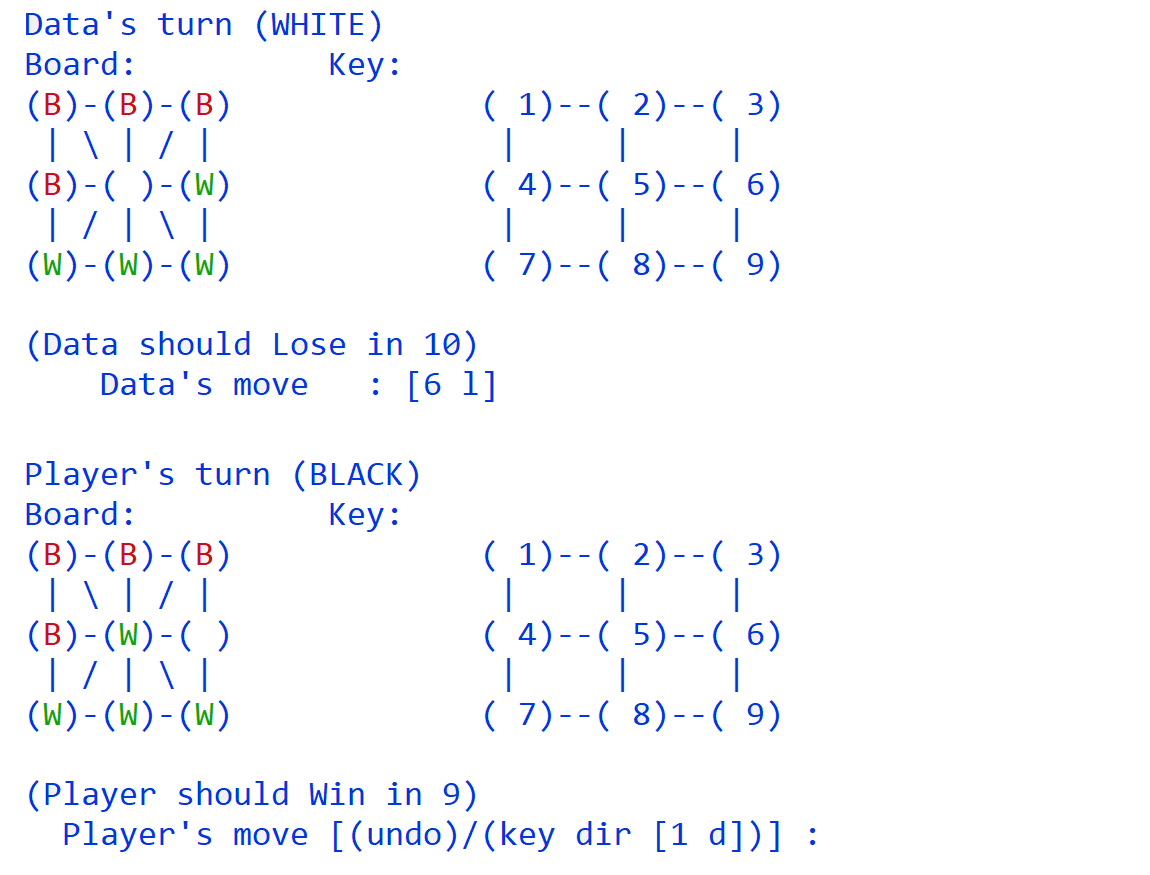 Data's turn (WHITE)
Board:          Key:
(B)-(B)-(B)             ( 1)--( 2)--( 3)
 | \ | / |               |     |     |
(B)-( )-(W)             ( 4)--( 5)--( 6)
 | / | \ |               |     |     |
(W)-(W)-(W)             ( 7)--( 8)--( 9)
(Data should Lose in 10)
    Data's move   : [6 l]
Player's turn (BLACK)
Board:          Key:
(B)-(B)-(B)             ( 1)--( 2)--( 3)
 | \ | / |               |     |     |
(B)-(W)-( )             ( 4)--( 5)--( 6)
 | / | \ |               |     |     |
(W)-(W)-(W)             ( 7)--( 8)--( 9)
(Player should Win in 9)
  Player's move [(undo)/(key dir [1 d])] :